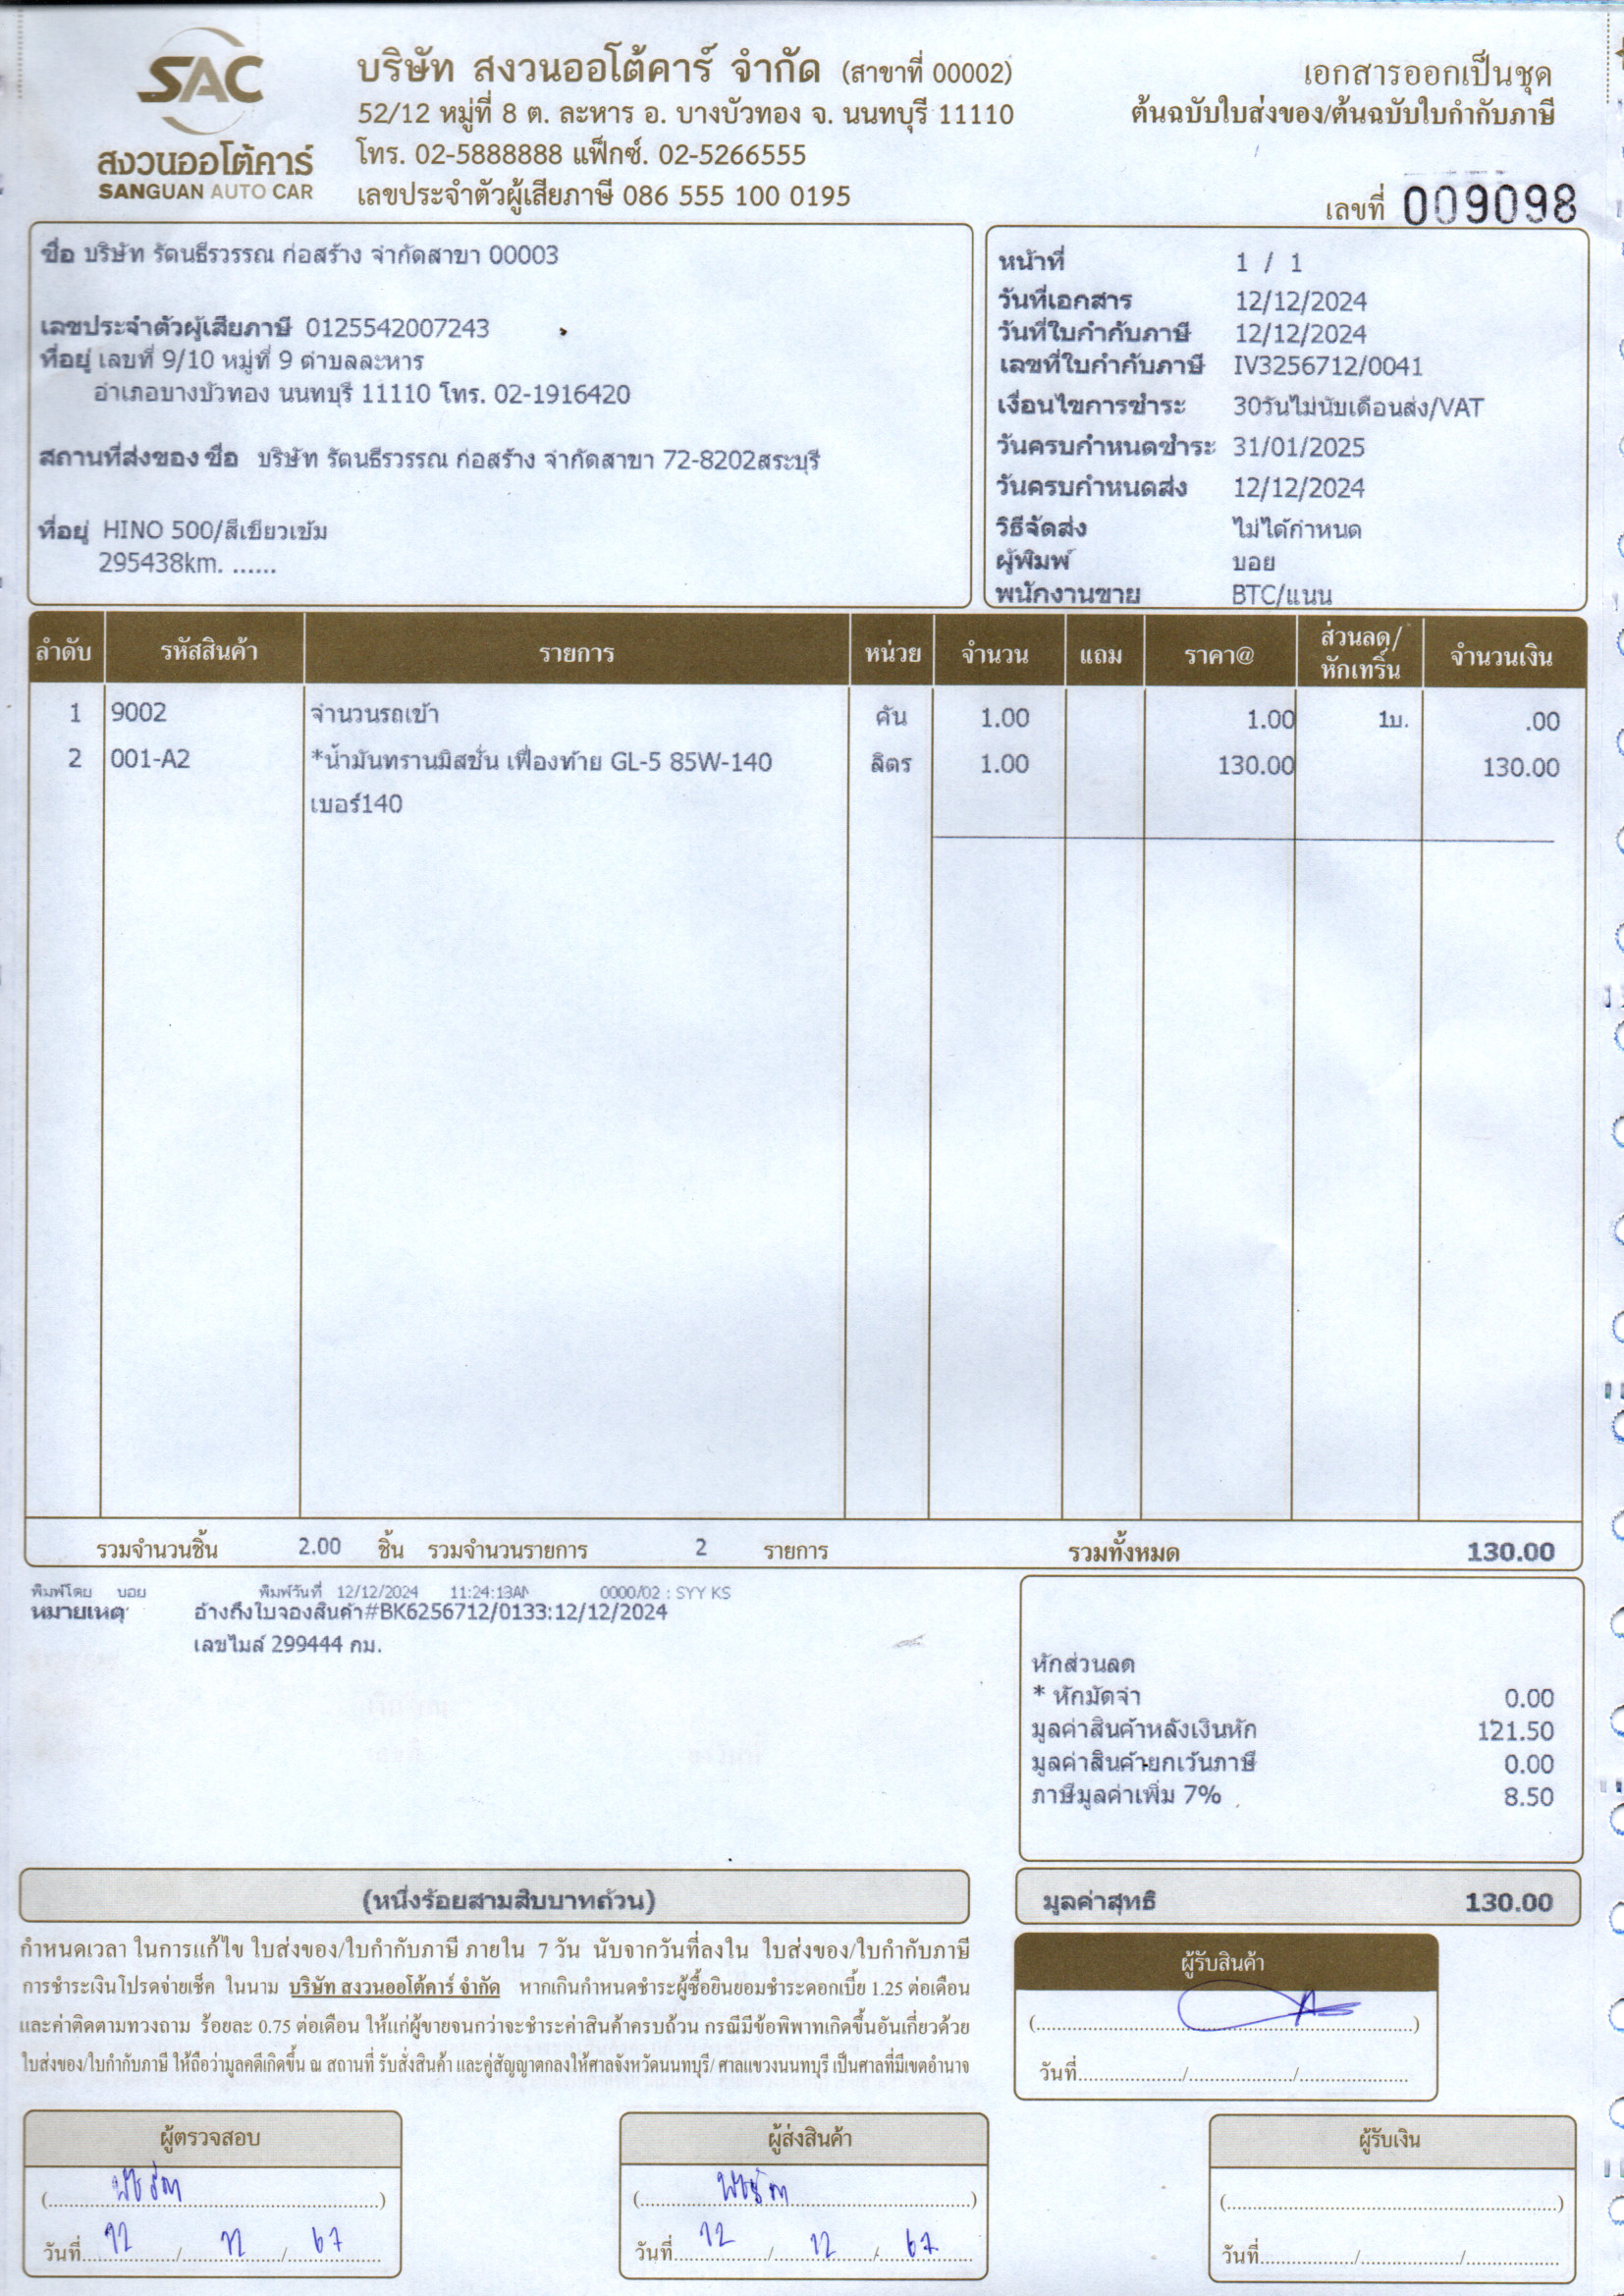 SAC
สงวนออโต้คาร์
SANGUAN AUTO CAR
บริษัท สงวนออโต้คาร์ จำกัด (สาขาที่ 00002)
52/12 หมู่ที่ 8 ต. ละหาร อ. บางบัวทอง จ. นนทบุรี 11110
โทร. 02-5888888 แฟ็กซ์. 02-5266555
เลขประจำตัวผู้เสียภาษี 086 555 100 0195
เอกสารออกเป็นชุด
ต้นฉบับใบส่งของ/ต้นฉบับใบกำกับภาษี
เลขที่ 009098
ชื่อ บริษัท รัตนธีรวรรณ ก่อสร้าง จำกัดสาขา 00003
เลขประจำตัวผู้เสียภาษี 0125542007243
ที่อยู่ เลขที่ 9/10 หมู่ที่ 9 ตำบลละหาร
อำเภอบางบัวทอง นนทบุรี 11110 โทร. 02-1916420
สถานที่ส่งของ ชื่อ บริษัท รัตนธีรวรรณ ก่อสร้าง จำกัดสาขา 72-8202สระบุรี
ที่อยู่ HINO 500/สีเขียวเข้ม
295438km. ......
หน้าที่ 1 / 1
วันที่เอกสาร 12/12/2024
วันที่ใบกำกับภาษี 12/12/2024
เลขที่ใบกำกับภาษี IV3256712/0041
เงื่อนไขการชำระ 30วันไม่นับเดือนส่ง/VAT
วันครบกำหนดชำระ 31/01/2025
วันครบกำหนดส่ง 12/12/2024
วิธีจัดส่ง ไม่ได้กำหนด
ผู้พิมพ์ บอย
พนักงานขาย BTC/แนน
ลำดับ รหัสสินค้า รายการ หน่วย จำนวน แถม ราคา@ ส่วนลด/หักเทริ์น จำนวนเงิน
1 9002 จำนวนรถเข้า คัน 1.00 1.00 1บ. .00
2 001-A2 *น้ำมันทรานมิสชั่น เฟืองท้าย GL-5 85W-140 ลิตร 1.00 130.00 130.00
เบอร์140
รวมจำนวนชิ้น 2.00 ชิ้น รวมจำนวนรายการ 2 รายการ รวมทั้งหมด 130.00
พิมพ์โดย บอย พิมพ์วันที่ 12/12/2024 11:24:13AM 0000/02 : SYY KS
หมายเหตุ อ้างถึงใบจองสินค้า#BK6256712/0133:12/12/2024
เลขไมล์ 299444 กม.
หักส่วนลด
* หักมัดจำ 0.00
มูลค่าสินค้าหลังเงินหัก 121.50
มูลค่าสินค้ายกเว้นภาษี 0.00
ภาษีมูลค่าเพิ่ม 7% 8.50
(หนึ่งร้อยสามสิบบาทถ้วน)
มูลค่าสุทธิ 130.00
กำหนดเวลา ในการแก้ไข ใบส่งของ/ใบกำกับภาษี ภายใน 7 วัน นับจากวันที่ลงใน ใบส่งของ/ใบกำกับภาษี
การชำระเงินโปรดจ่ายเช็ค ในนาม บริษัท สงวนออโต้คาร์ จำกัด หากเกินกำหนดชำระผู้ซื้อยินยอมชำระดอกเบี้ย 1.25 ต่อเดือน
และค่าติดตามทวงถาม ร้อยละ 0.75 ต่อเดือน ให้แก่ผู้ขายจนกว่าจะชำระค่าสินค้าครบถ้วน กรณีมีข้อพิพาทเกิดขึ้นอันเกี่ยวด้วย
ใบส่งของ/ใบกำกับภาษี ให้ถือว่ามูลคดีเกิดขึ้น ณ สถานที่ รับสั่งสินค้า และคู่สัญญาตกลงให้ศาลจังหวัดนนทบุรี/ ศาลแขวงนนทบุรี เป็นศาลที่มีเขตอำนาจ
ผู้รับสินค้า
วันที่...................../...................../......................
ผู้ตรวจสอบ
วันที่ 12 / 12 / 67
ผู้ส่งสินค้า
วันที่ 12 / 12 / 67
ผู้รับเงิน
วันที่...................../...................../......................